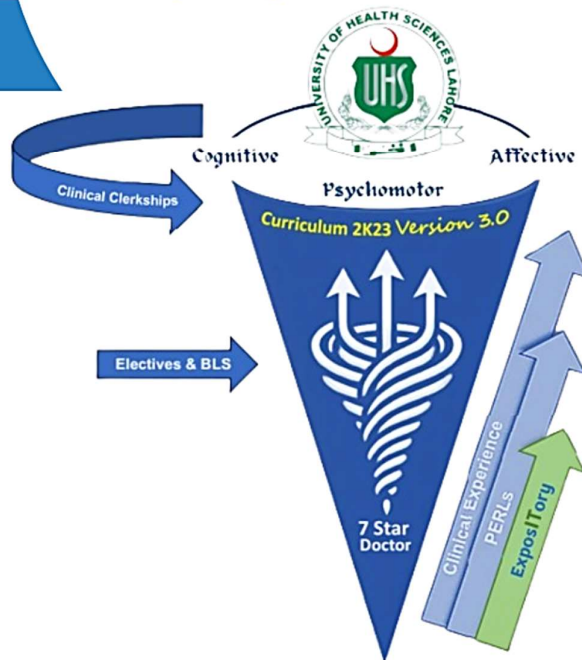 UNIVERSITY OF HEALTH SCIENCES LAHORE
UHS
Cognitive
Affective
Psychomotor
Clinical Clerkships
Curriculum 2K23 Version 3.0
Electives & BLS
7 Star
Doctor
Clinical Experience
PERLs
ExposITory